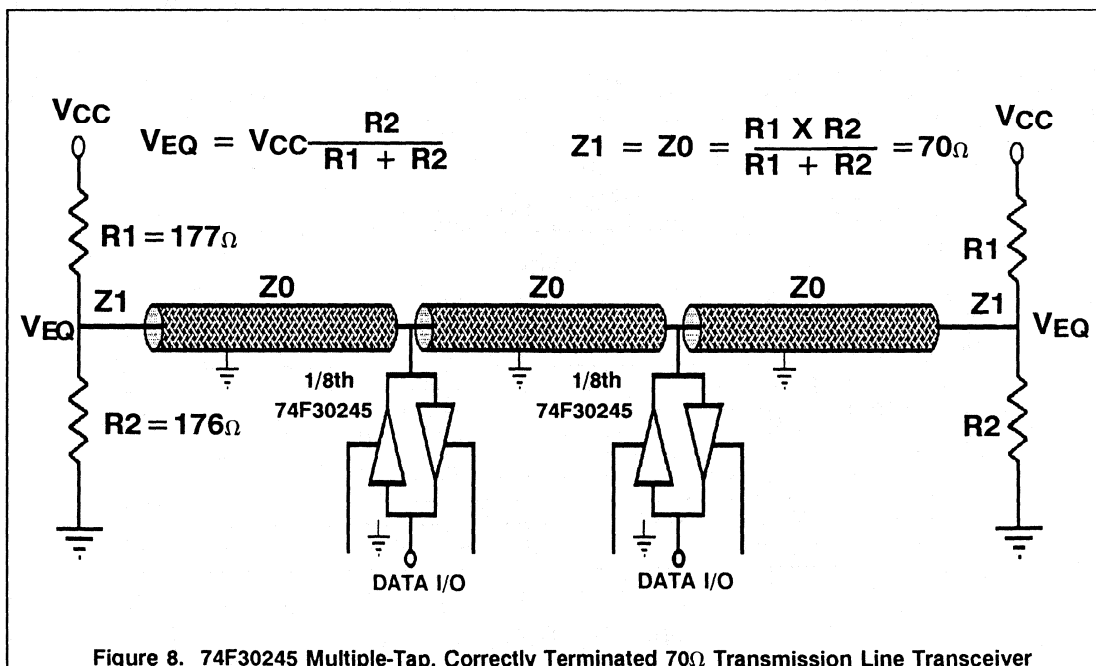 VCC
VEQ = VCC R2 / R1 + R2
Z1 = Z0 = R1 X R2 / R1 + R2 = 70Ω
VCC
R1 = 177Ω
R1
Z1
Z0
Z0
Z0
Z1
VEQ
VEQ
1/8th
74F30245
1/8th
74F30245
R2 = 176Ω
R2
DATA I/O
DATA I/O
Figure 8. 74F30245 Multiple-Tap, Correctly Terminated 70Ω Transmission Line Transceiver